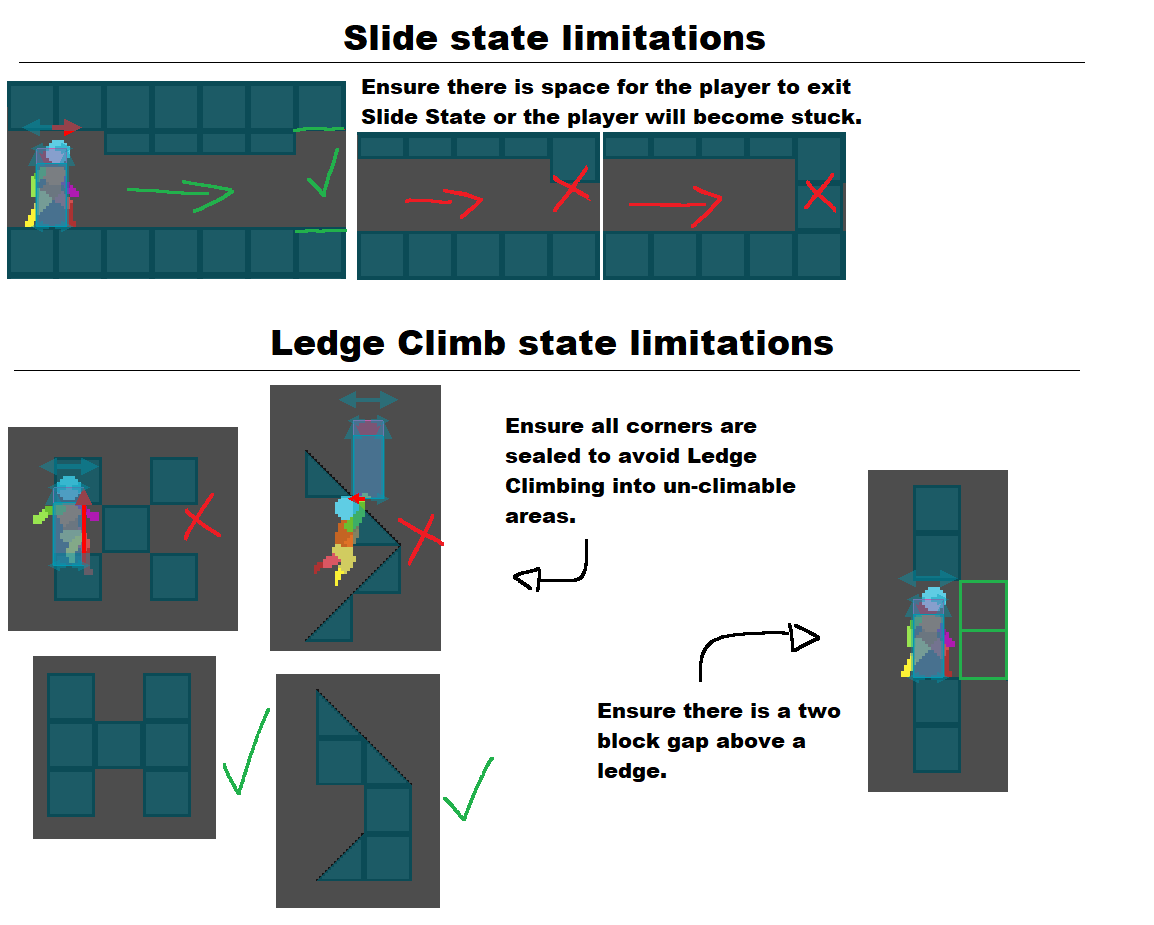 Slide state limitations
Ensure there is space for the player to exit
Slide State or the player will become stuck.
Ledge Climb state limitations
Ensure all corners are
sealed to avoid Ledge
Climbing into un-climable
areas.
Ensure there is a two
block gap above a
ledge.